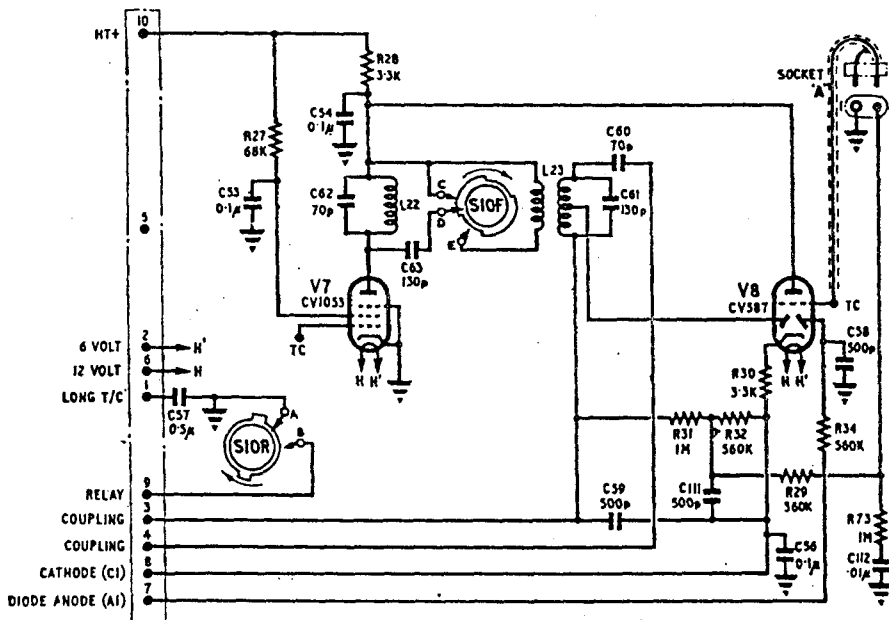 10
HT+
R28
3.3K
SOCKET
"A"
C54
0·1μ
R27
68K
C60
70p
L23
C53
0·1μ
C62
70p
L22
C
D
E
S10F
C61
130p
5
C63
130p
V7
CV1053
V8
CV587
TC
TC
C58
500p
2
6 VOLT
H'
6
12 VOLT
H
H
H'
H
H'
R30
3.3K
1
LONG T/C
C57
0·5μ
A
B
S10R
R31
1M
R32
560K
R34
560K
9
RELAY
C59
500p
C111
500p
R29
560K
3
COUPLING
R73
1M
4
COUPLING
C56
0·1μ
C112
·01μ
8
CATHODE (C1)
7
DIODE ANODE (A1)